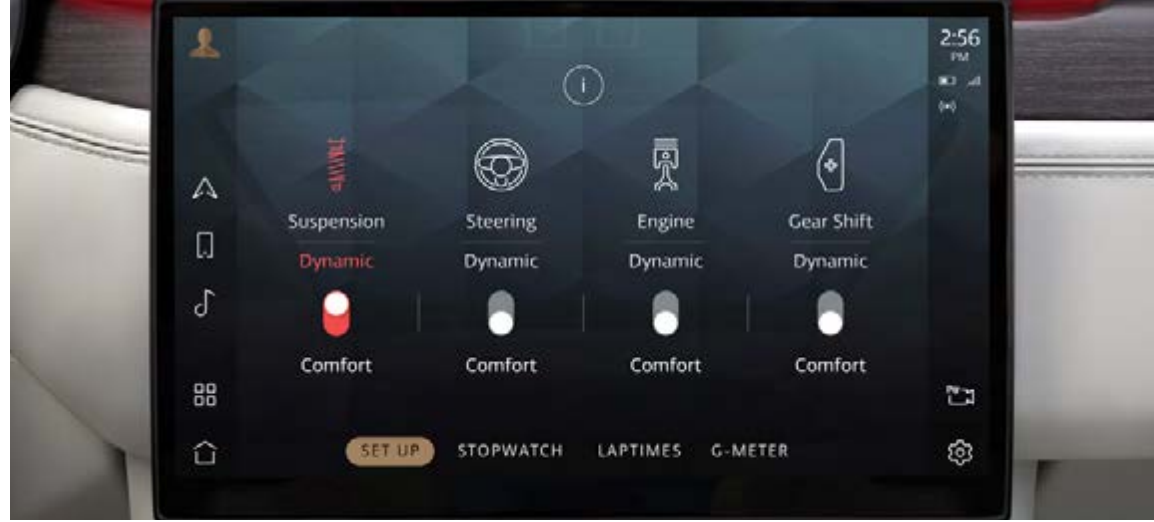 2:56
PM
i
Suspension Steering Engine Gear Shift
Dynamic Dynamic Dynamic Dynamic
Comfort Comfort Comfort Comfort
SET UP STOPWATCH LAPTIMES G-METER